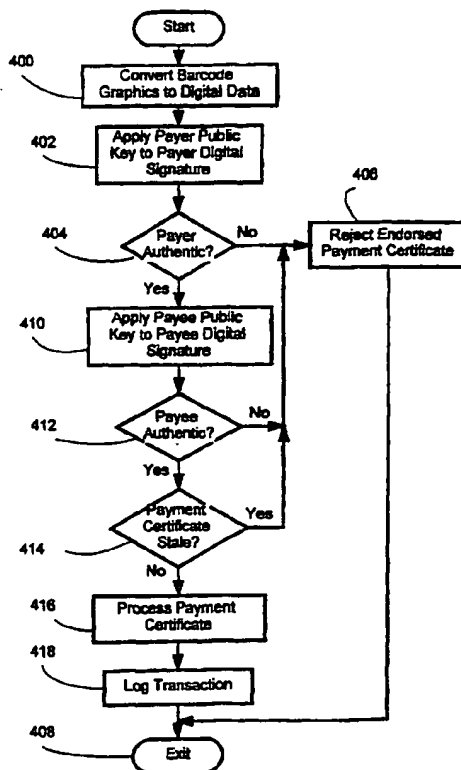 Start
400
Convert Barcode
Graphics to Digital Data
402
Apply Payer Public
Key to Payer Digital
Signature
404
Payer
Authentic?
No
406
Reject Endorsed
Payment Certificate
Yes
410
Apply Payee Public
Key to Payee Digital
Signature
412
Payee
Authentic?
No
Yes
414
Payment
Certificate
Stale?
Yes
No
416
Process Payment
Certificate
418
Log Transaction
408
Exit